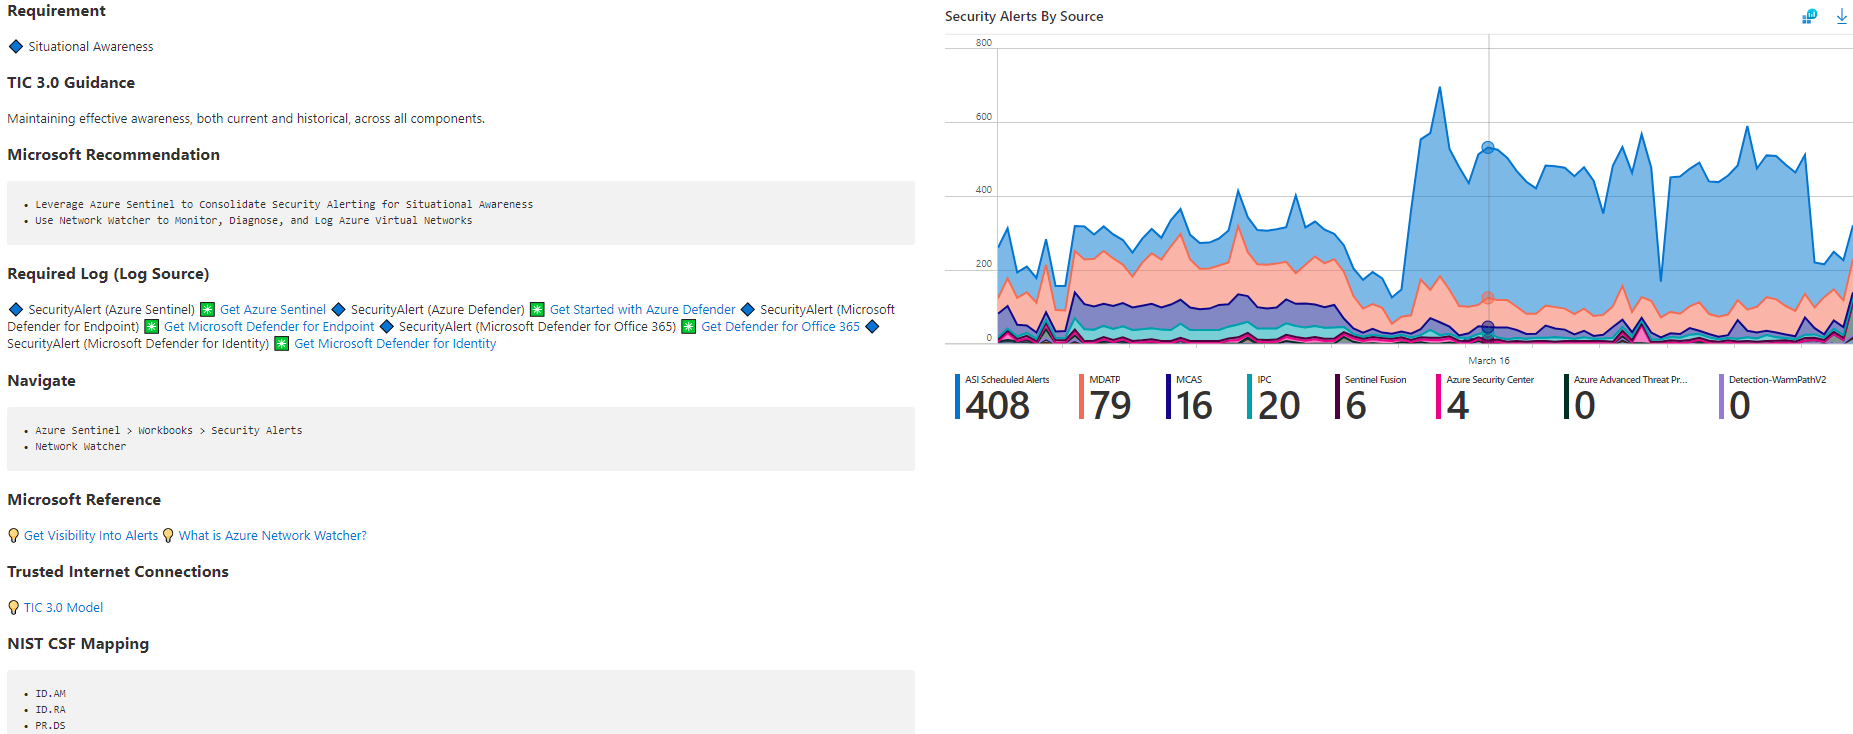 Requirement
Situational Awareness
TIC 3.0 Guidance
Maintaining effective awareness, both current and historical, across all components.
Microsoft Recommendation
• Leverage Azure Sentinel to Consolidate Security Alerting for Situational Awareness
• Use Network Watcher to Monitor, Diagnose, and Log Azure Virtual Networks
Required Log (Log Source)
SecurityAlert (Azure Sentinel) Get Azure Sentinel SecurityAlert (Azure Defender) Get Started with Azure Defender SecurityAlert (Microsoft
Defender for Endpoint) Get Microsoft Defender for Endpoint SecurityAlert (Microsoft Defender for Office 365) Get Defender for Office 365
SecurityAlert (Microsoft Defender for Identity) Get Microsoft Defender for Identity
Navigate
• Azure Sentinel > Workbooks > Security Alerts
• Network Watcher
Microsoft Reference
Get Visibility Into Alerts What is Azure Network Watcher?
Trusted Internet Connections
TIC 3.0 Model
NIST CSF Mapping
• ID.AM
• ID.RA
• PR.DS
Security Alerts By Source
800
600
400
200
0
March 16
ASI Scheduled Alerts
408
MDATP
79
MCAS
16
IPC
20
Sentinel Fusion
6
Azure Security Center
4
Azure Advanced Threat Pr...
0
Detection-WarmPathV2
0